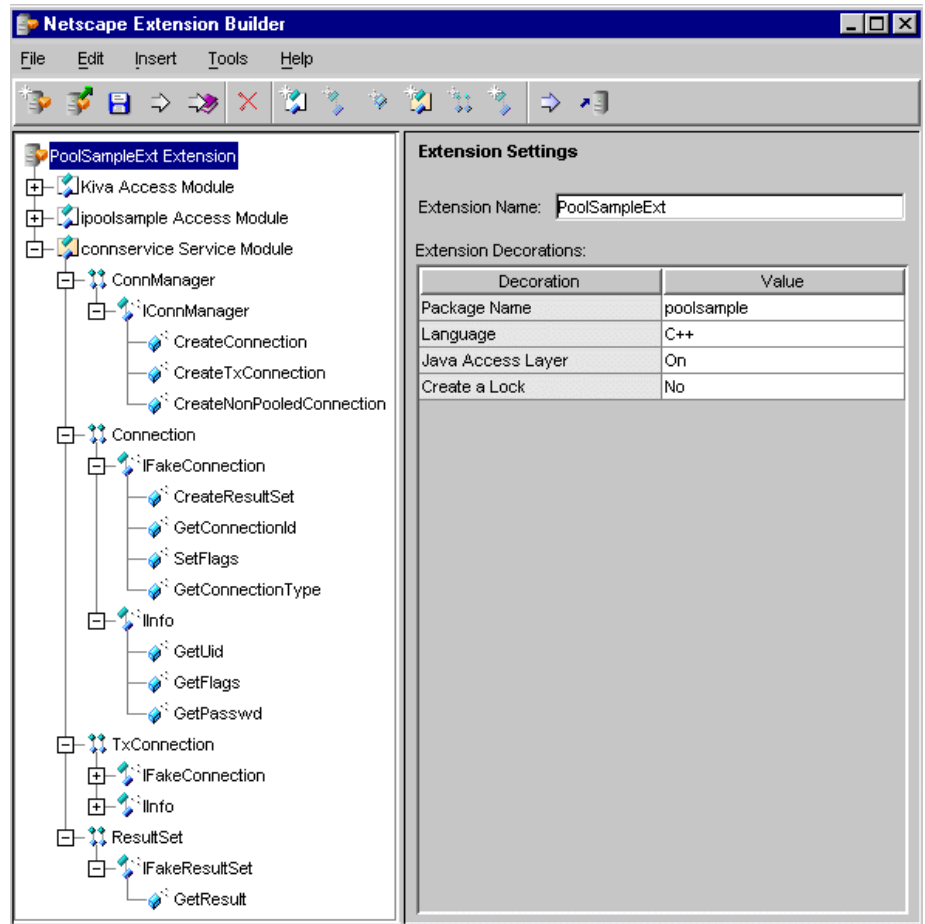 Netscape Extension Builder
File Edit Insert Tools Help
PoolSampleExt Extension
Kiva Access Module
ipoolsample Access Module
connservice Service Module
ConnManager
IConnManager
CreateConnection
CreateTxConnection
CreateNonPooledConnection
Connection
IFakeConnection
CreateResultSet
GetConnectionId
SetFlags
GetConnectionType
IInfo
GetUid
GetFlags
GetPasswd
TxConnection
IFakeConnection
IInfo
ResultSet
IFakeResultSet
GetResult
Extension Settings
Extension Name: PoolSampleExt
Extension Decorations:
Decoration Value
Package Name poolsample
Language C++
Java Access Layer On
Create a Lock No